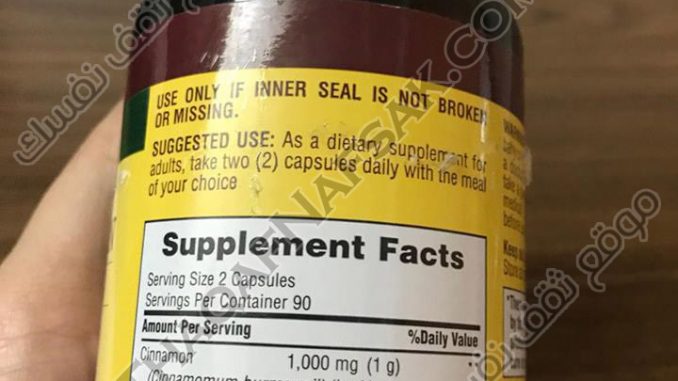 USE ONLY IF INNER SEAL IS NOT BROKEN
OR MISSING.
SUGGESTED USE: As a dietary supplement for
adults, take two (2) capsules daily with the meal
of your choice
Supplement Facts
Serving Size 2 Capsules
Servings Per Container 90
Amount Per Serving %Daily Value
Cinnamon 1,000 mg (1 g)
موقع ثقف نفسك
THAQAFNAFSAK.COM
موقع ثقف نفسك